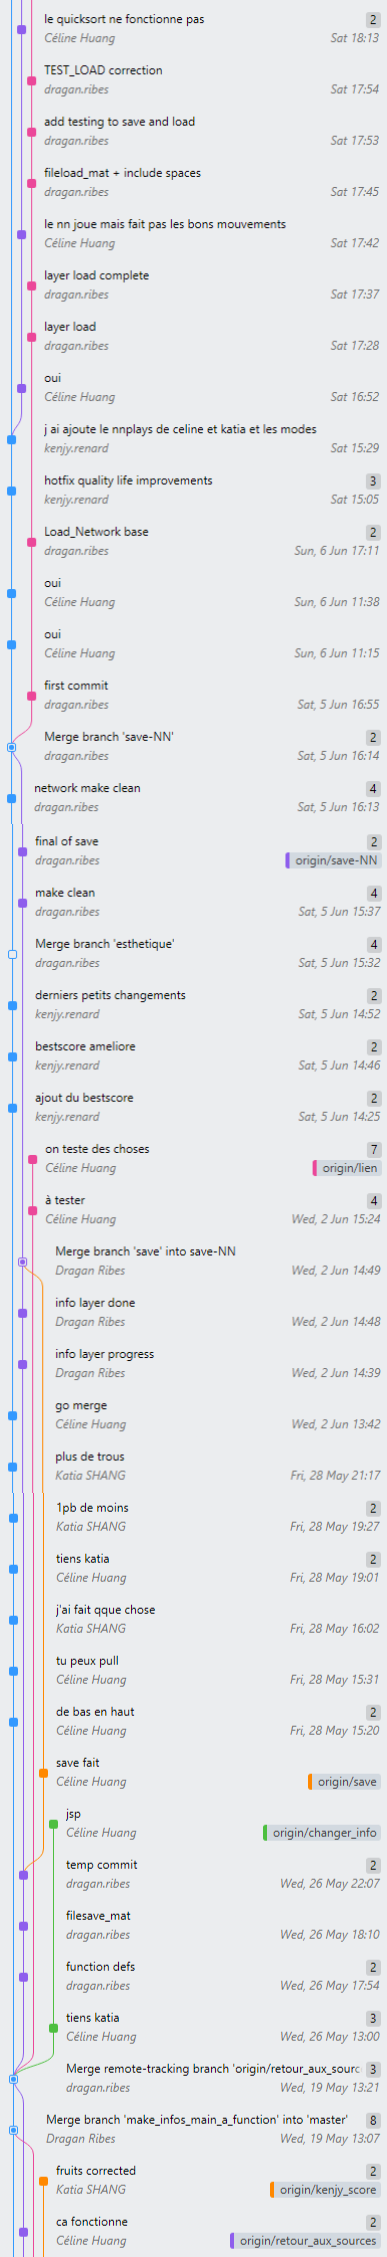 le quicksort ne fonctionne pas 2
Céline Huang Sat 18:13
TEST_LOAD correction
dragan.ribes Sat 17:54
add testing to save and load
dragan.ribes Sat 17:53
fileload_mat + include spaces
dragan.ribes Sat 17:45
le nn joue mais fait pas les bons mouvements
Céline Huang Sat 17:42
layer load complete
dragan.ribes Sat 17:37
layer load
dragan.ribes Sat 17:28
oui
Céline Huang Sat 16:52
j ai ajoute le nnplays de celine et katia et les modes
kenjy.renard Sat 15:29
hotfix quality life improvements 3
kenjy.renard Sat 15:05
Load_Network base 2
dragan.ribes Sun, 6 Jun 17:11
oui
Céline Huang Sun, 6 Jun 11:38
oui
Céline Huang Sun, 6 Jun 11:15
first commit
dragan.ribes Sat, 5 Jun 16:55
Merge branch 'save-NN' 2
dragan.ribes Sat, 5 Jun 16:14
network make clean 4
dragan.ribes Sat, 5 Jun 16:13
final of save 2
dragan.ribes origin/save-NN
make clean 4
dragan.ribes Sat, 5 Jun 15:37
Merge branch 'esthetique' 4
dragan.ribes Sat, 5 Jun 15:32
derniers petits changements 2
kenjy.renard Sat, 5 Jun 14:52
bestscore ameliore 2
kenjy.renard Sat, 5 Jun 14:46
ajout du bestscore 2
kenjy.renard Sat, 5 Jun 14:25
on teste des choses 7
Céline Huang origin/lien
à tester 4
Céline Huang Wed, 2 Jun 15:24
Merge branch 'save' into save-NN
Dragan Ribes Wed, 2 Jun 14:49
info layer done
Dragan Ribes Wed, 2 Jun 14:48
info layer progress
Dragan Ribes Wed, 2 Jun 14:39
go merge
Céline Huang Wed, 2 Jun 13:42
plus de trous
Katia SHANG Fri, 28 May 21:17
1pb de moins 2
Katia SHANG Fri, 28 May 19:27
tiens katia 2
Céline Huang Fri, 28 May 19:01
j'ai fait qque chose
Katia SHANG Fri, 28 May 16:02
tu peux pull
Céline Huang Fri, 28 May 15:31
de bas en haut 2
Céline Huang Fri, 28 May 15:20
save fait
Céline Huang origin/save
jsp
Céline Huang origin/changer_info
temp commit 2
dragan.ribes Wed, 26 May 22:07
filesave_mat
dragan.ribes Wed, 26 May 18:10
function defs 2
dragan.ribes Wed, 26 May 17:54
tiens katia 3
Céline Huang Wed, 26 May 13:00
Merge remote-tracking branch 'origin/retour_aux_sourc 3
dragan.ribes Wed, 19 May 13:21
Merge branch 'make_infos_main_a_function' into 'master' 8
Dragan Ribes Wed, 19 May 13:07
fruits corrected 2
Katia SHANG origin/kenjy_score
ca fonctionne 2
Céline Huang origin/retour_aux_sources